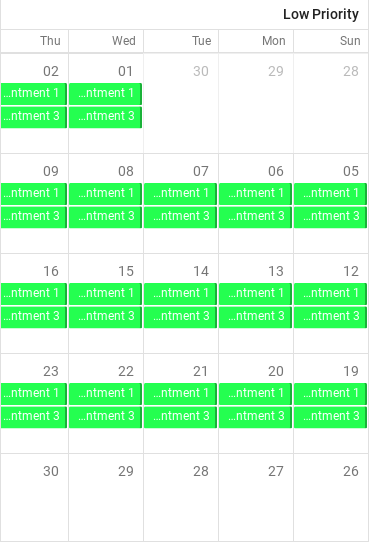 Low Priority
Thu Wed Tue Mon Sun
02 01 30 29 28
...ntment 1 ...ntment 1
...ntment 3 ...ntment 3
09 08 07 06 05
...ntment 1 ...ntment 1 ...ntment 1 ...ntment 1 ...ntment 1
...ntment 3 ...ntment 3 ...ntment 3 ...ntment 3 ...ntment 3
16 15 14 13 12
...ntment 1 ...ntment 1 ...ntment 1 ...ntment 1 ...ntment 1
...ntment 3 ...ntment 3 ...ntment 3 ...ntment 3 ...ntment 3
23 22 21 20 19
...ntment 1 ...ntment 1 ...ntment 1 ...ntment 1 ...ntment 1
...ntment 3 ...ntment 3 ...ntment 3 ...ntment 3 ...ntment 3
30 29 28 27 26